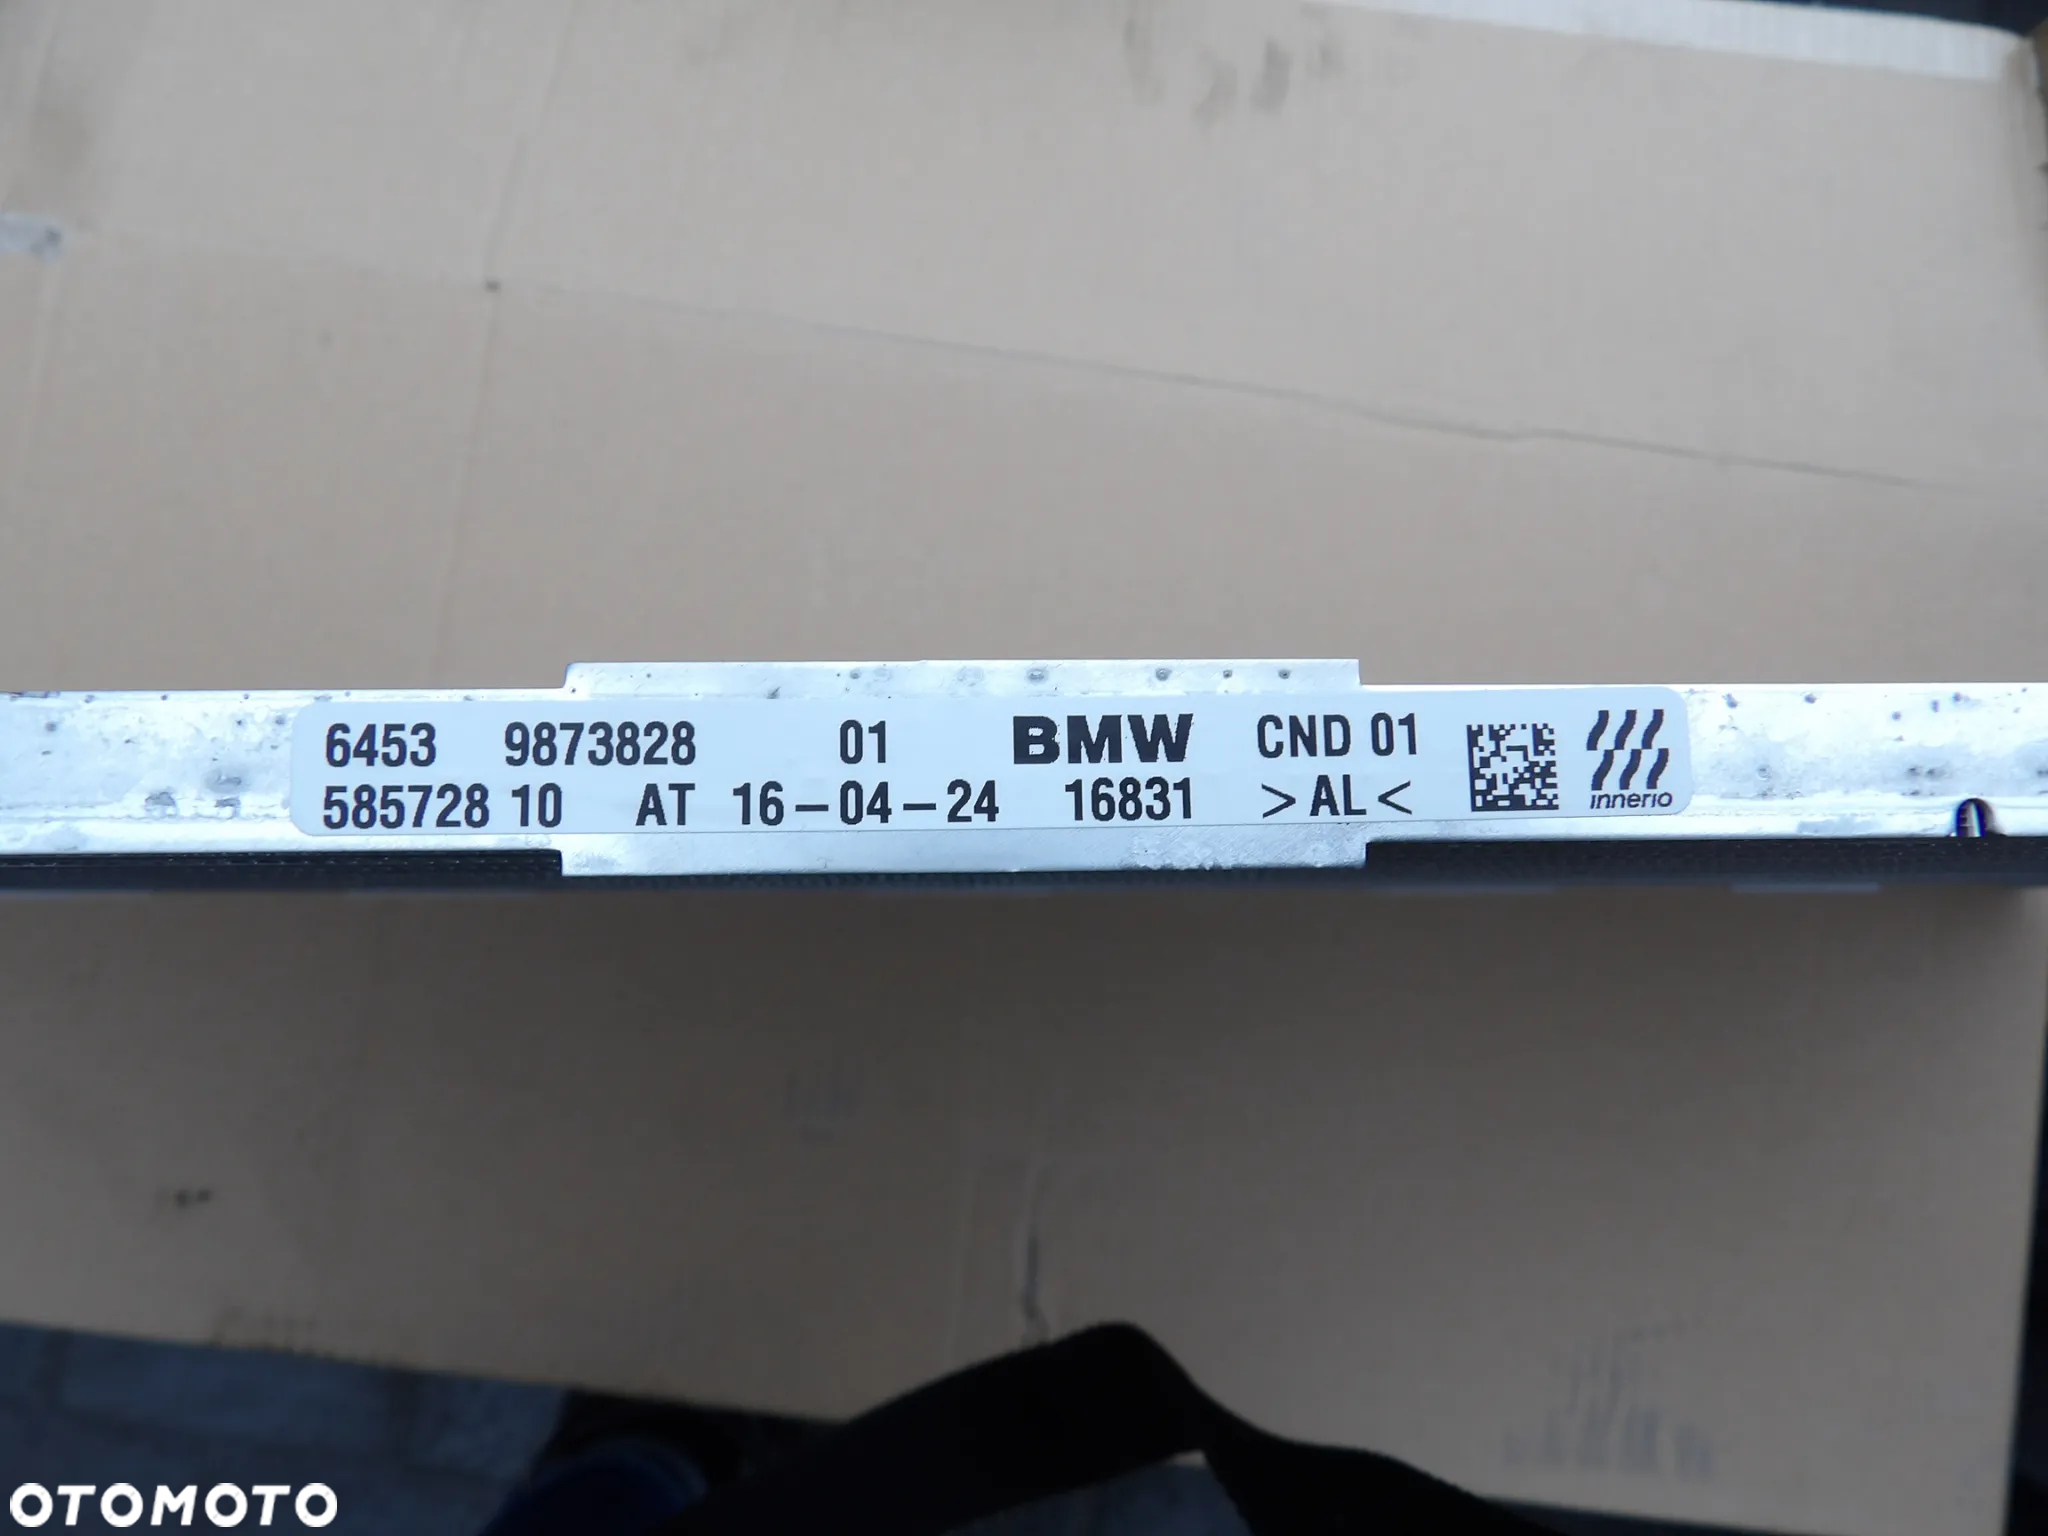 6453 9873828 01 BMW CND 01
585728 10 AT 16-04-24 16831 >AL<
innerio
OTOMOTO